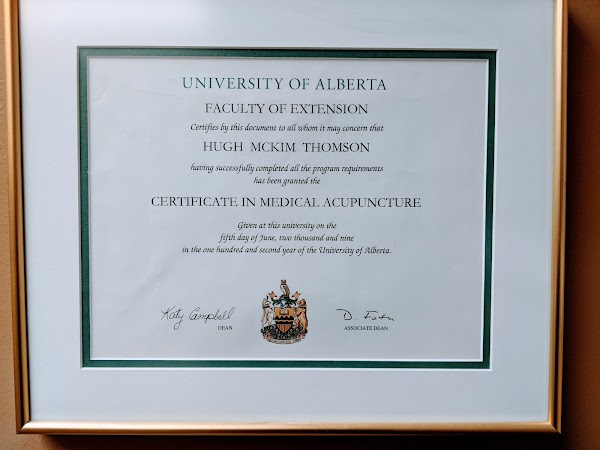 UNIVERSITY OF ALBERTA
FACULTY OF EXTENSION
Certifies by this document to all whom it may concern that
HUGH MCKIM THOMSON
having successfully completed all the program requirements
has been granted the
CERTIFICATE IN MEDICAL ACUPUNCTURE
Given at this university on the
fifth day of June, two thousand and nine
in the one hundred and second year of the University of Alberta.
Katy Campbell
DEAN
D.
ASSOCIATE DEAN